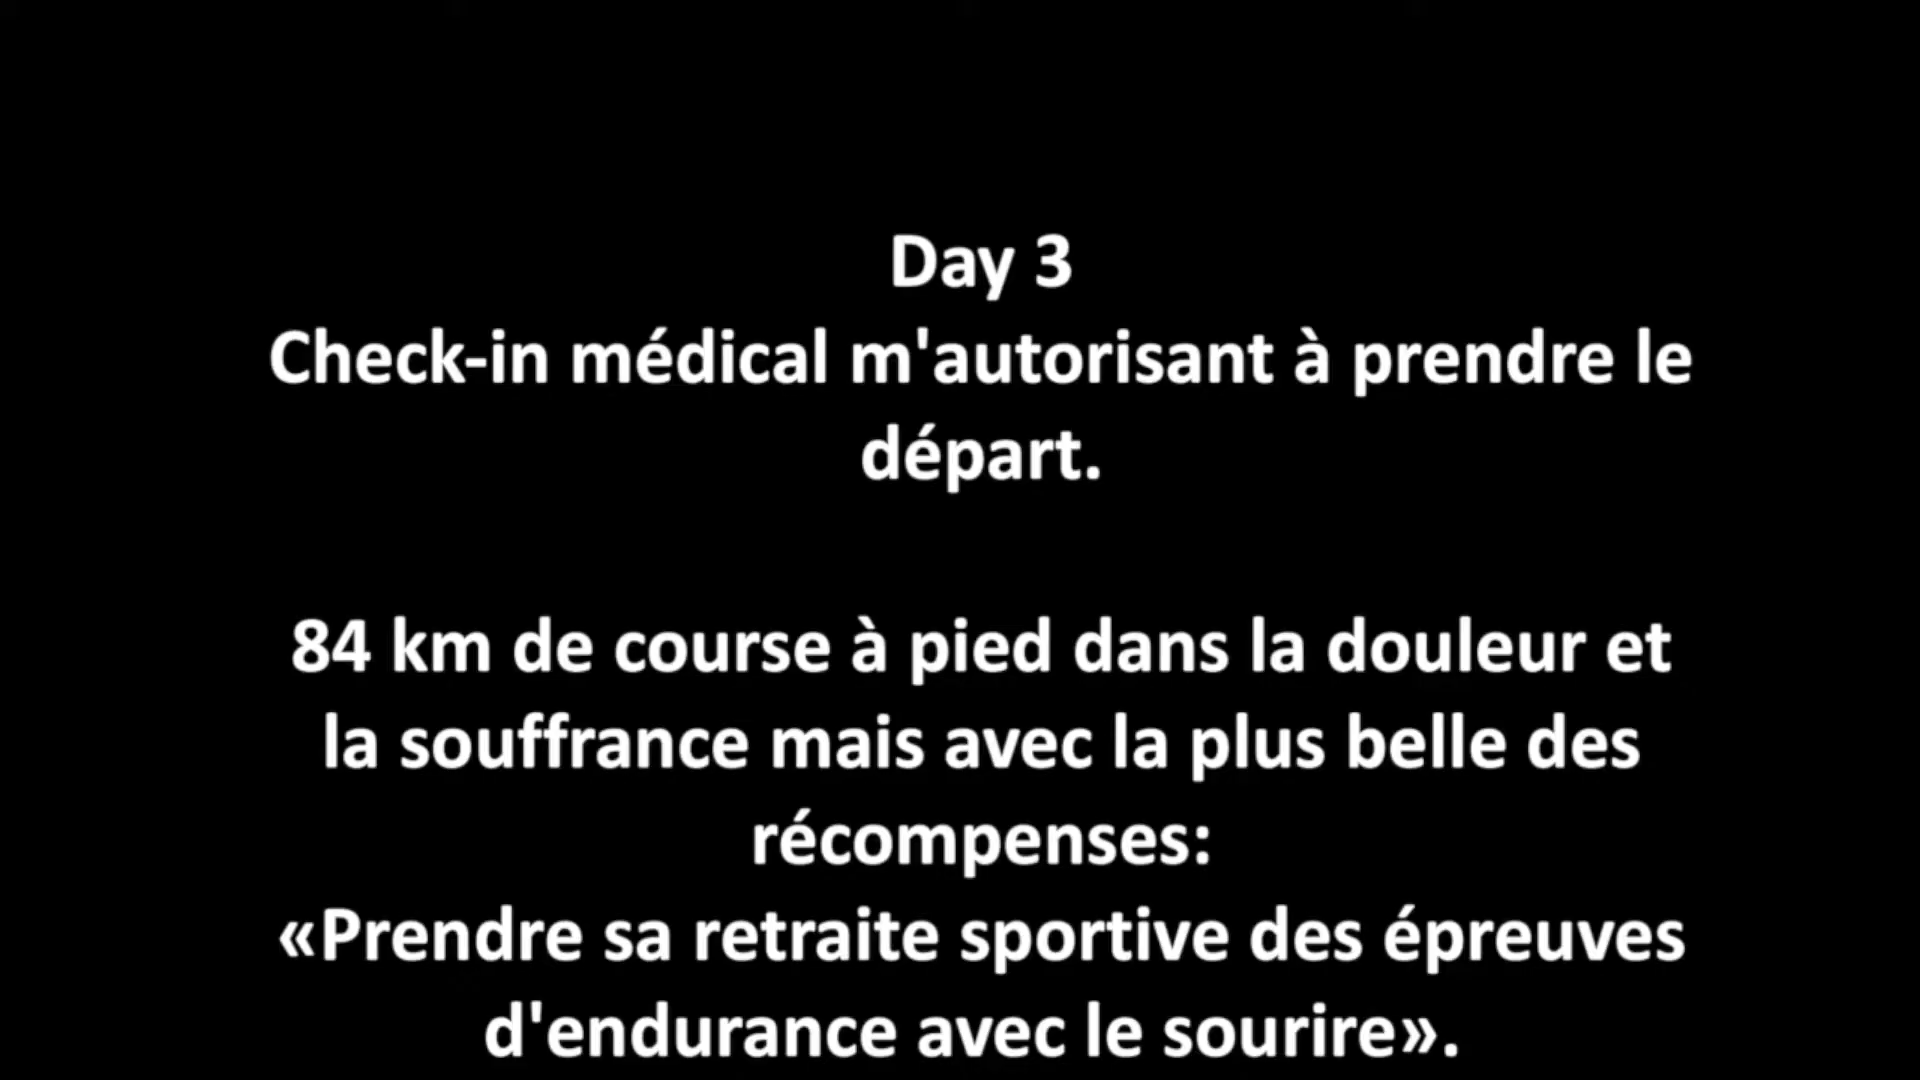 Day 3
Check-in médical m'autorisant à prendre le
départ.
84 km de course à pied dans la douleur et
la souffrance mais avec la plus belle des
récompenses:
«Prendre sa retraite sportive des épreuves
d'endurance avec le sourire».